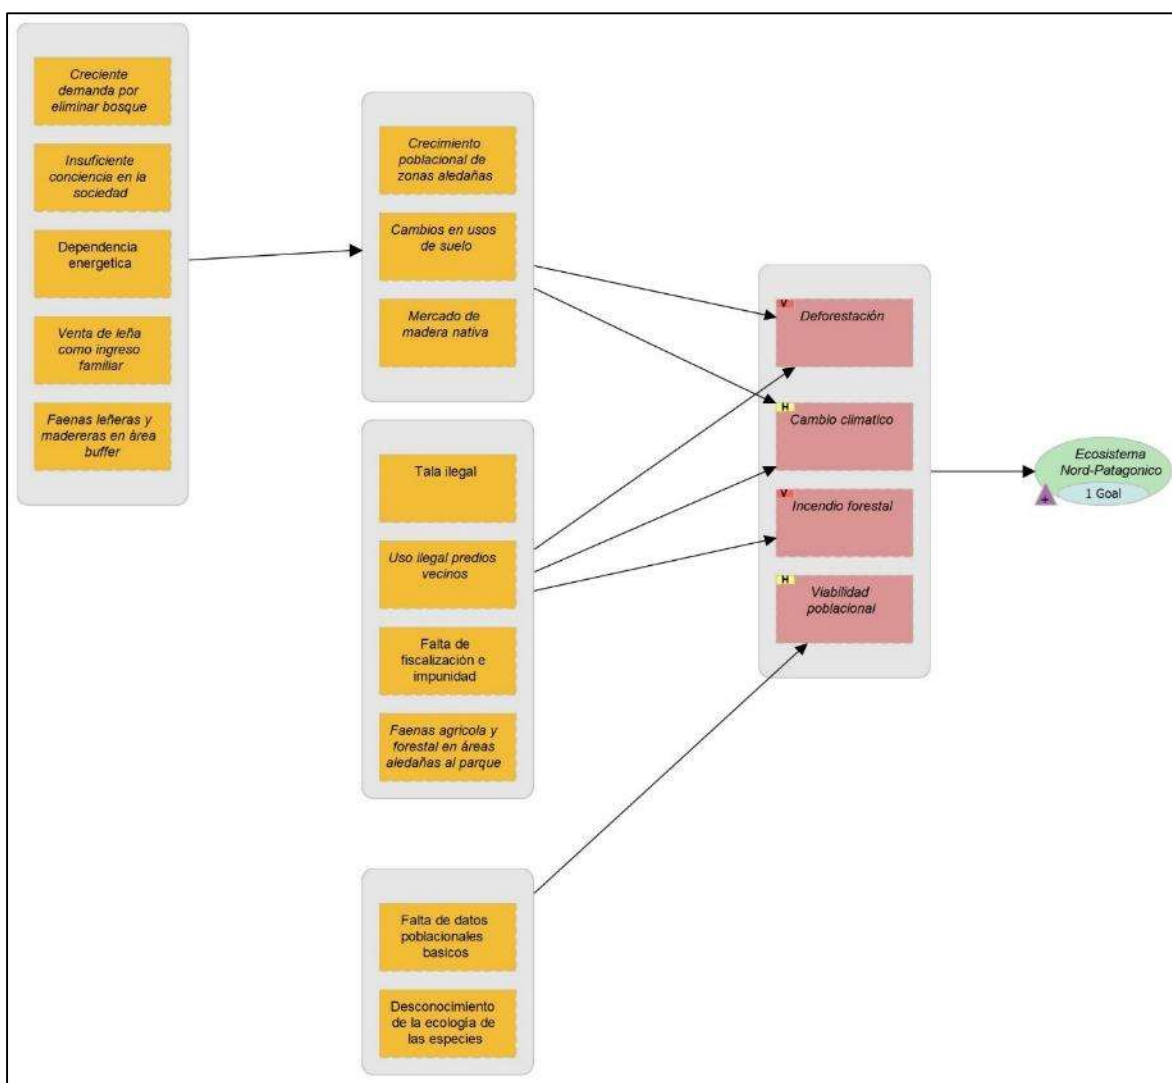 Creciente
demanda por
eliminar bosque
Insuficiente
conciencia en la
sociedad
Dependencia
energetica
Venta de leña
como ingreso
familiar
Faenas leñeras y
madereras en área
buffer
Crecimiento
poblacional de
zonas aledañas
Cambios en usos
de suelo
Mercado de
madera nativa
Tala ilegal
Uso ilegal predios
vecinos
Falta de
fiscalización e
impunidad
Faenas agrícola y
forestal en áreas
aledañas al parque
Falta de datos
poblacionales
basicos
Desconocimiento
de la ecología de
las especies
V
Deforestación
H
Cambio climatico
V
Incendio forestal
H
Viabilidad
poblacional
Ecosistema
Nord-Patagonico
1 Goal
+